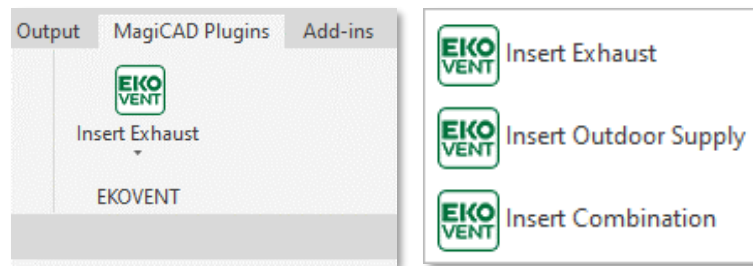 Output MagiCAD Plugins Add-ins
EKO
VENT
Insert Exhaust
EKOVENT
EKO
VENT
Insert Exhaust
EKO
VENT
Insert Outdoor Supply
EKO
VENT
Insert Combination